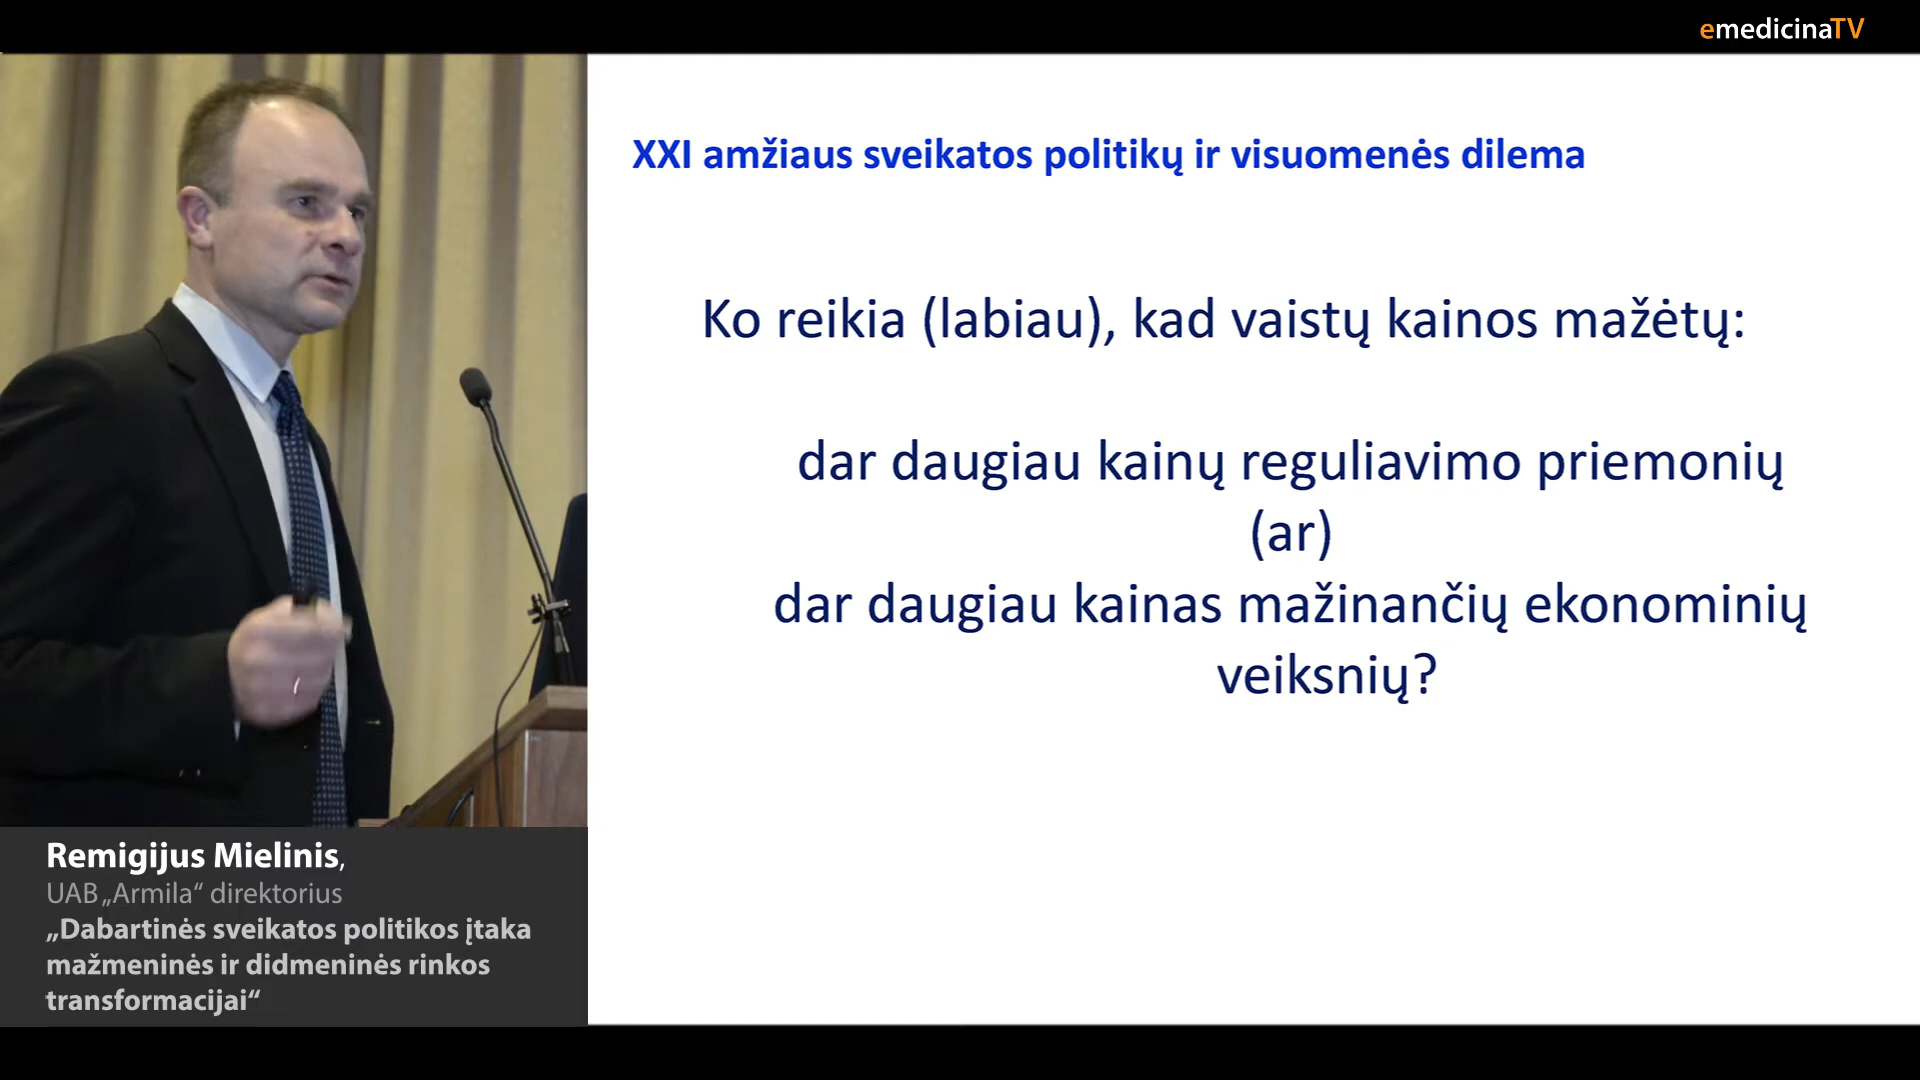 emedicinaTV
XXI amžiaus sveikatos politikų ir visuomenės dilema
Ko reikia (labiau), kad vaistų kainos mažėtų:
dar daugiau kainų reguliavimo priemonių
(ar)
dar daugiau kainas mažinančių ekonominių
veiksnių?
Remigijus Mielinis,
UAB „Armila“ direktorius
„Dabartinės sveikatos politikos įtaka
mažmeninės ir didmeninės rinkos
transformacijai“